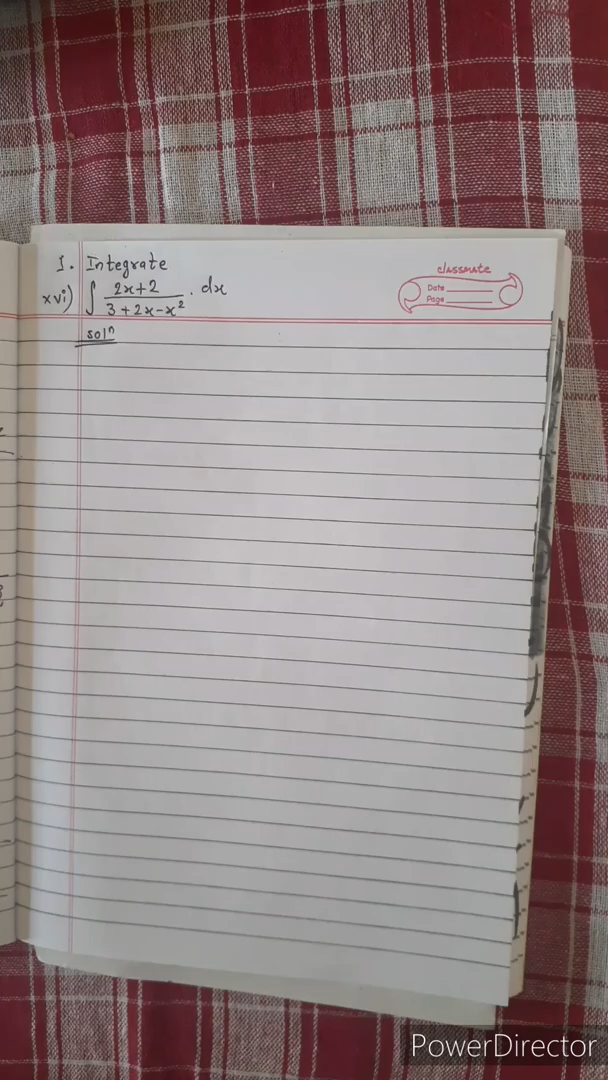 I. Integrate
xvi) ∫ 2x+2 / 3+2x-x² . dx
solⁿ
classmate
Date
Page
PowerDirector